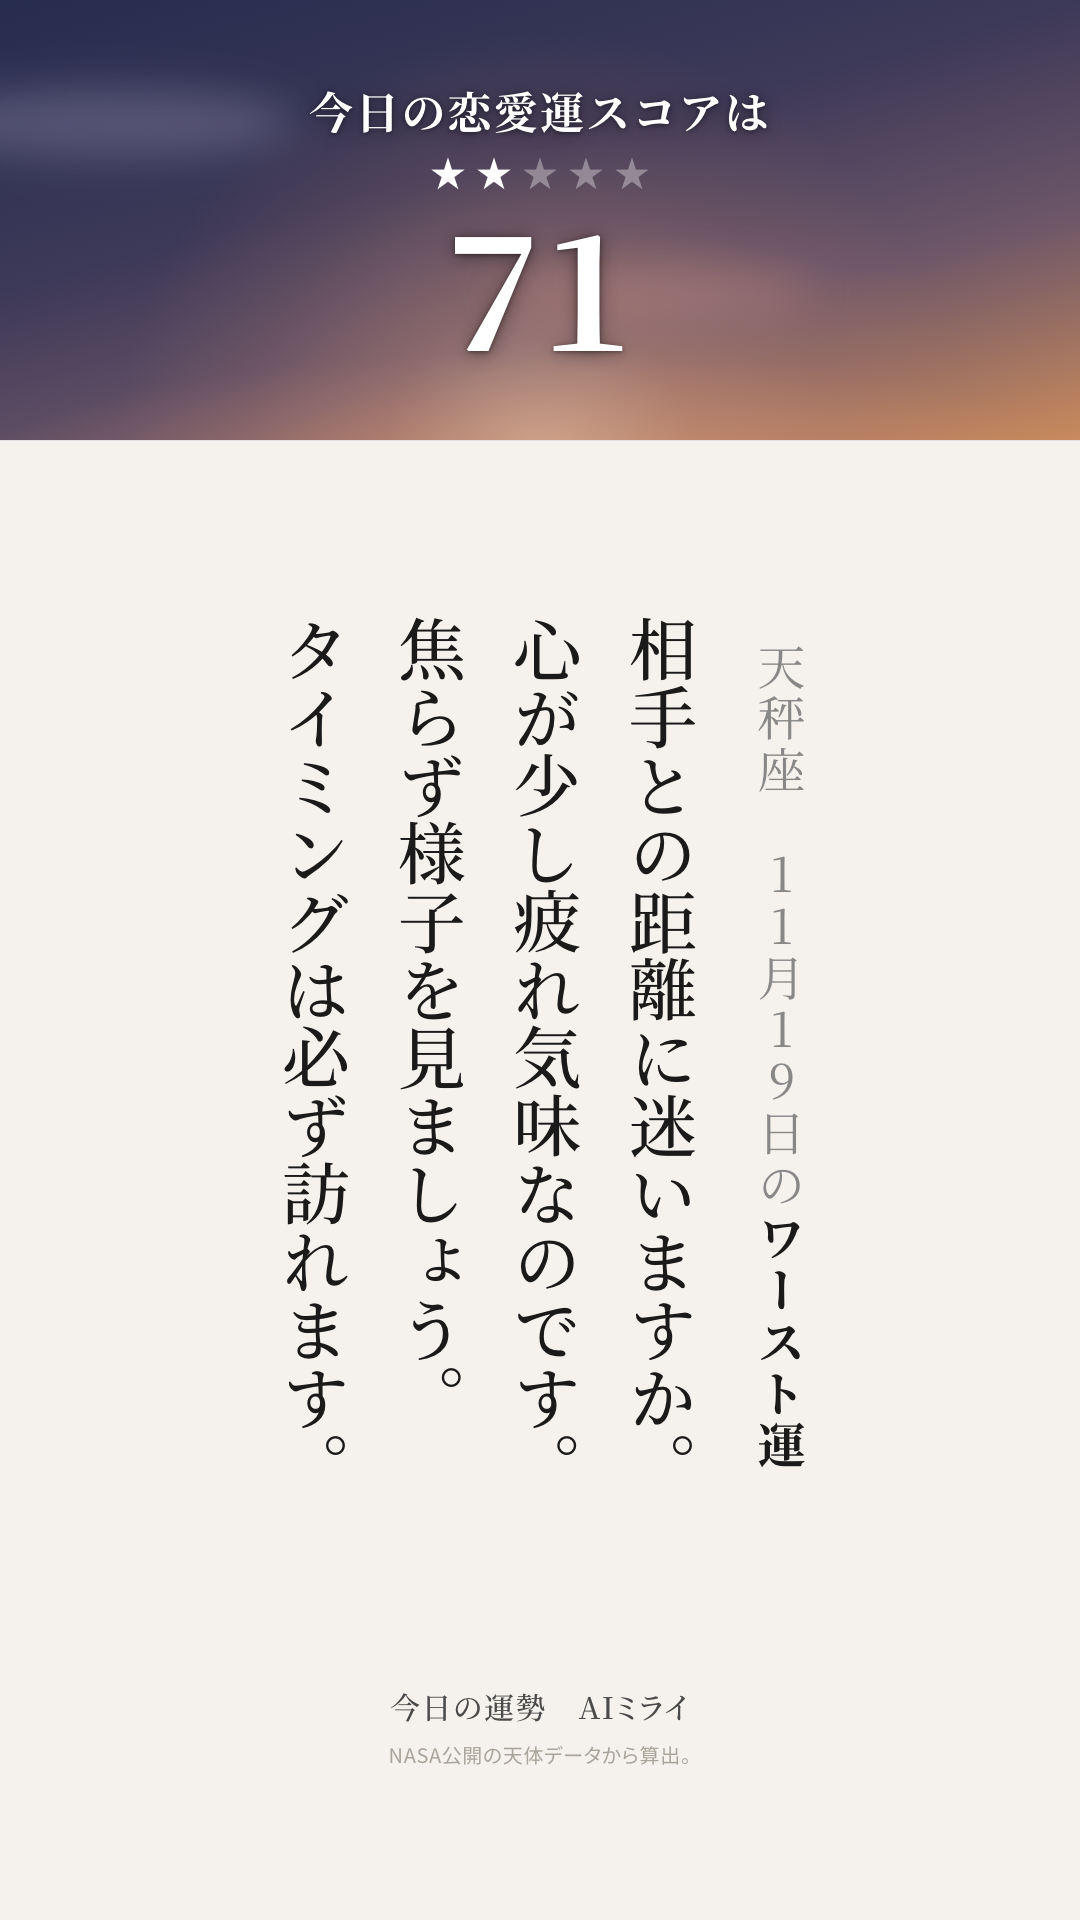 今日の恋愛運スコアは
★★★★★
71
天秤座　11月19日のワースト運
相手との距離に迷いますか。
心が少し疲れ気味なのです。
焦らず様子を見ましょう。
タイミングは必ず訪れます。
今日の運勢　AIミライ
NASA公開の天体データから算出。